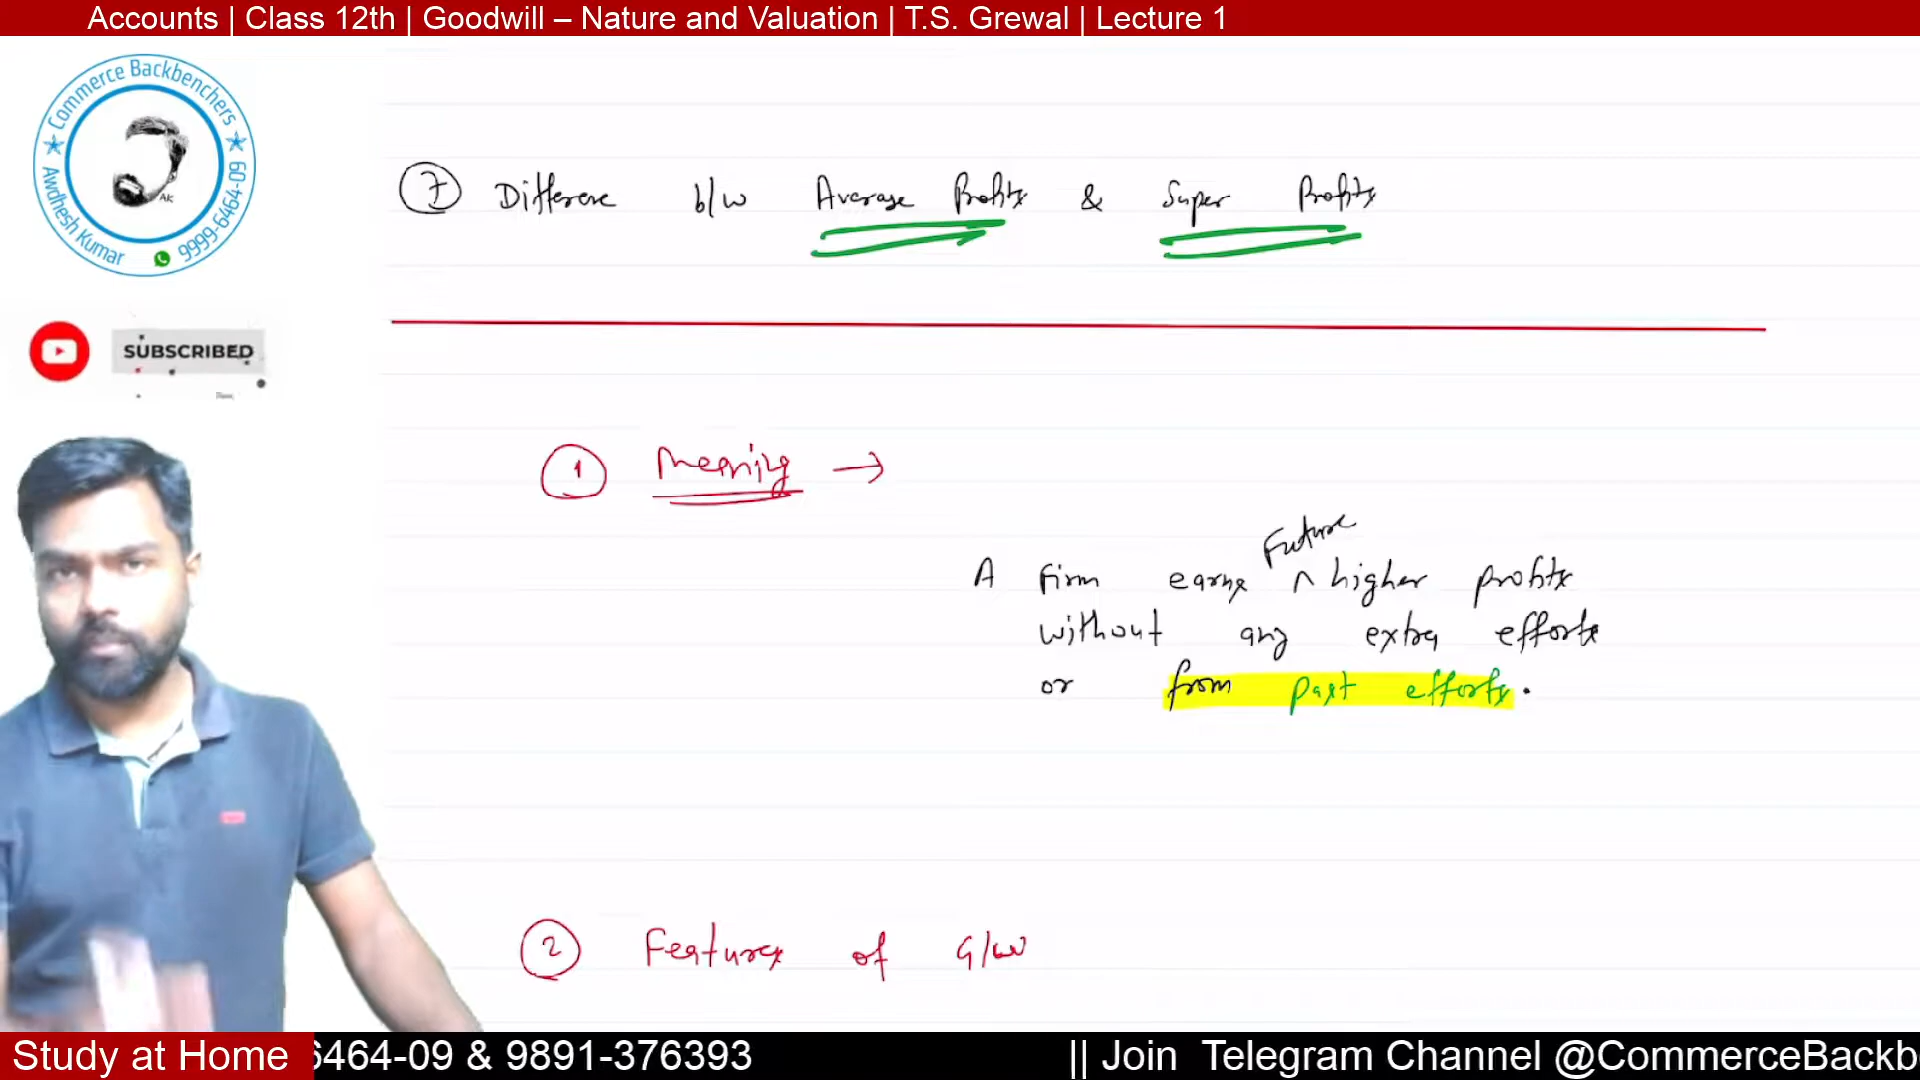 Accounts | Class 12th | Goodwill – Nature and Valuation | T.S. Grewal | Lecture 1
Commerce Backbenchers
Ak
Awdhesh Kumar 9999-6464-09
7 Difference b/w Average Profits & Super Profits
SUBSCRIBED
1 Meaning →
Future
A firm earns ^ higher profits
without any extra efforts
or from past efforts.
2 Features of G/W
Study at Home 6464-09 & 9891-376393 || Join Telegram Channel @CommerceBackb